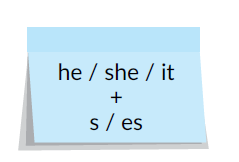 he / she / it
+
s / es